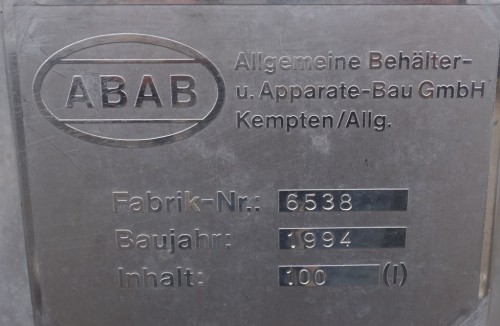 ABAB
Allgemeine Behälter-
u. Apparate-Bau GmbH
Kempten/Allg.
Fabrik-Nr.: 6538
Baujahr: 1994
Inhalt: 100 (l)